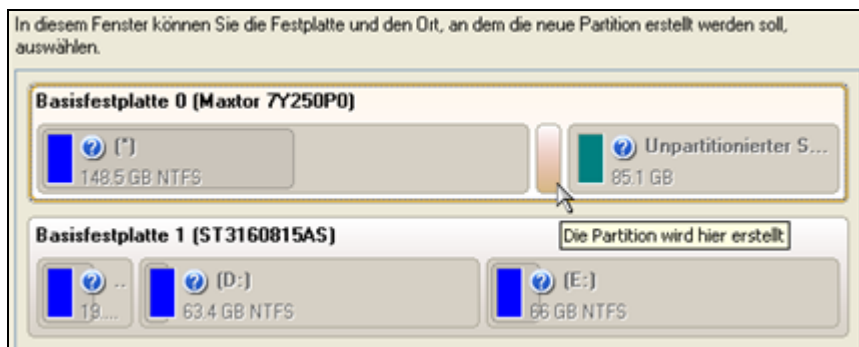 In diesem Fenster können Sie die Festplatte und den Ort, an dem die neue Partition erstellt werden soll,
auswählen.
Basisfestplatte 0 (Maxtor 7Y250P0)
(*)
148.5 GB NTFS
Unpartitionierter S...
85.1 GB
Basisfestplatte 1 (ST3160815AS)
Die Partition wird hier erstellt
..
19....
(D:)
63.4 GB NTFS
(E:)
66 GB NTFS